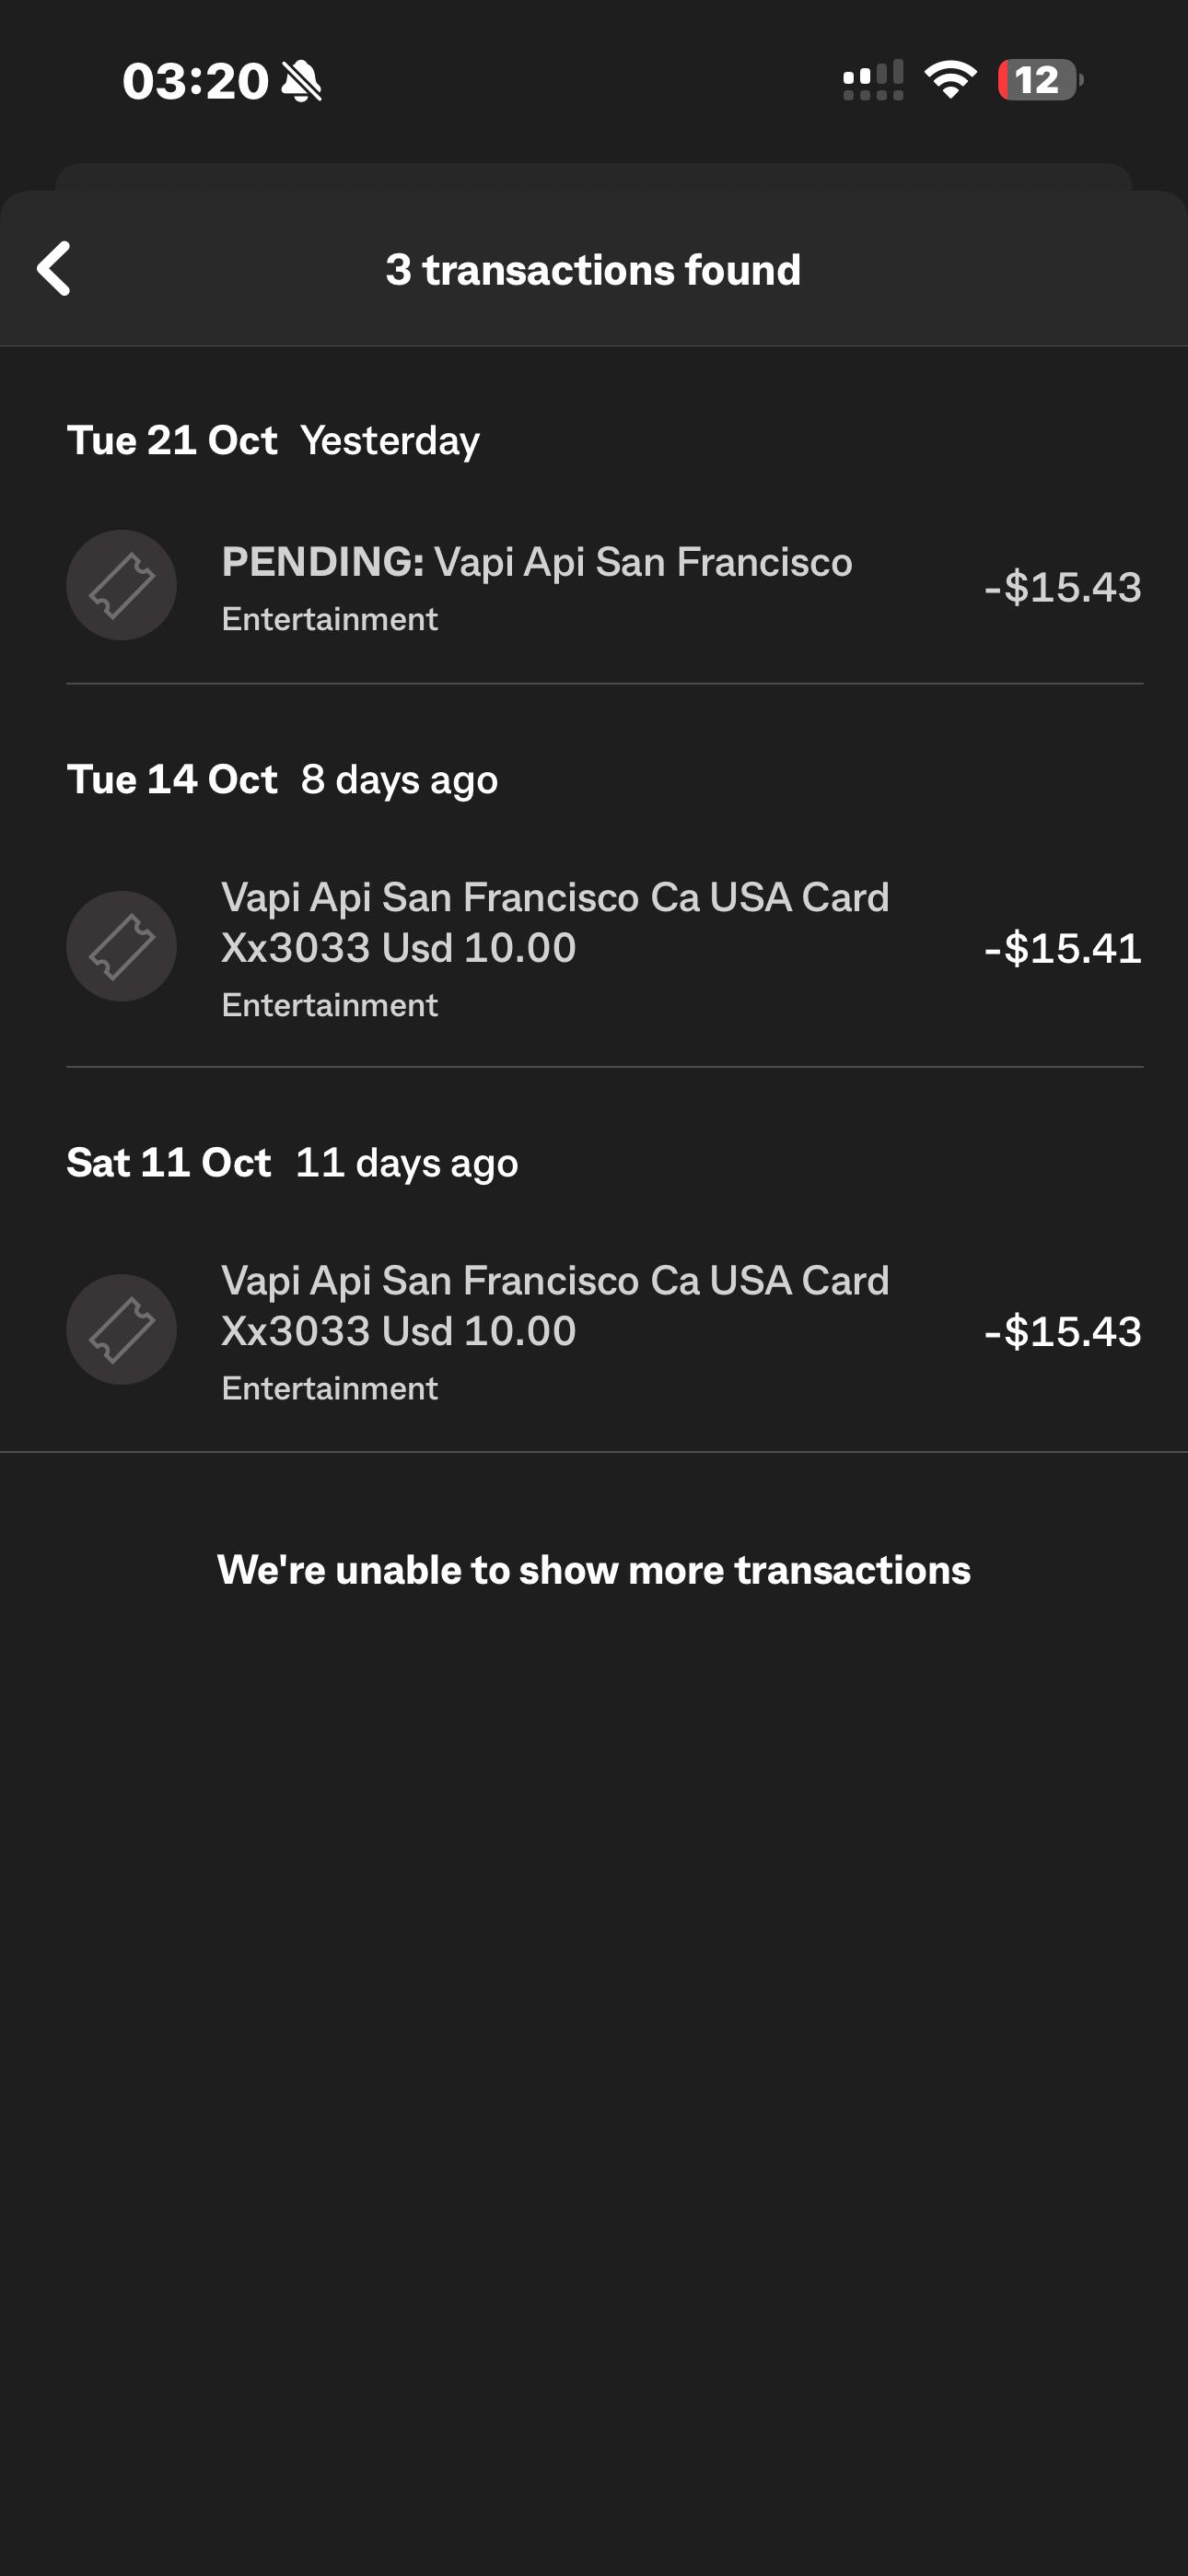 03:20
12
3 transactions found
Tue 21 Oct Yesterday
PENDING: Vapi Api San Francisco
-$15.43
Entertainment
Tue 14 Oct 8 days ago
Vapi Api San Francisco Ca USA Card
Xx3033 Usd 10.00
-$15.41
Entertainment
Sat 11 Oct 11 days ago
Vapi Api San Francisco Ca USA Card
Xx3033 Usd 10.00
-$15.43
Entertainment
We're unable to show more transactions